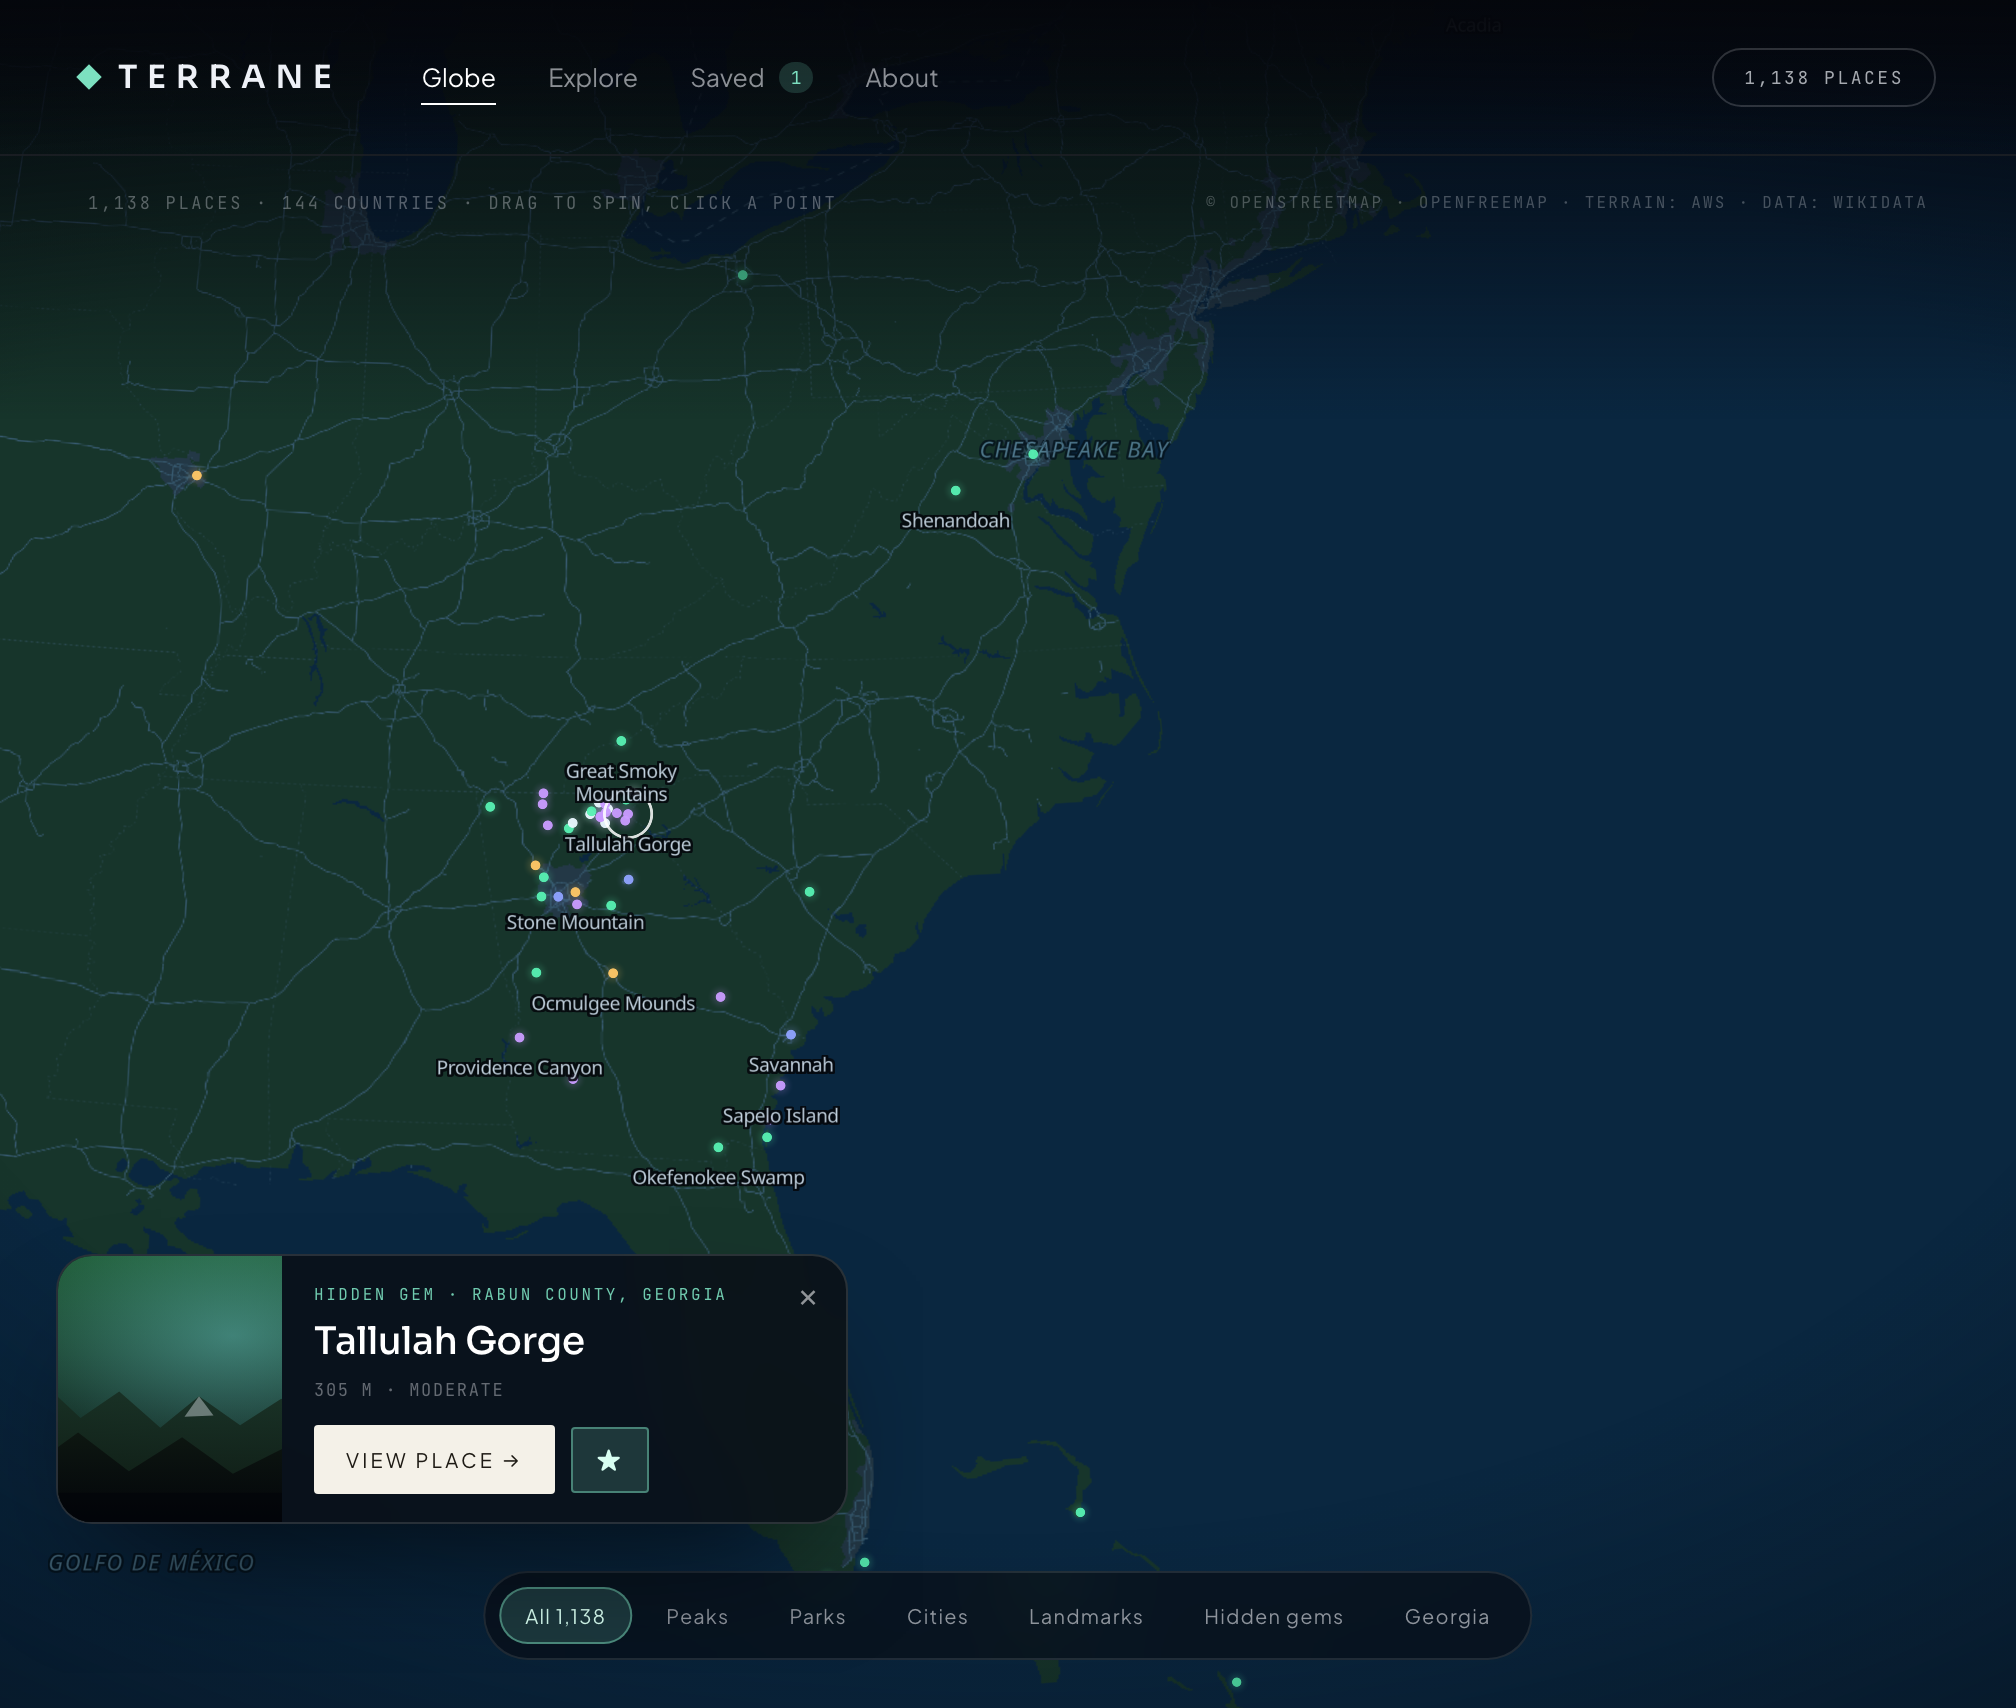 Acadia
TERRANE
Globe
Explore
Saved 1
About
1,138 PLACES
1,138 PLACES · 144 COUNTRIES · DRAG TO SPIN, CLICK A POINT
© OPENSTREETMAP · OPENFREEMAP · TERRAIN: AWS · DATA: WIKIDATA
CHESAPEAKE BAY
Shenandoah
Great Smoky
Mountains
Tallulah Gorge
Stone Mountain
Ocmulgee Mounds
Providence Canyon
Savannah
Sapelo Island
Okefenokee Swamp
HIDDEN GEM · RABUN COUNTY, GEORGIA
✕
Tallulah Gorge
305 M · MODERATE
VIEW PLACE →
★
GOLFO DE MÉXICO
All 1,138
Peaks
Parks
Cities
Landmarks
Hidden gems
Georgia